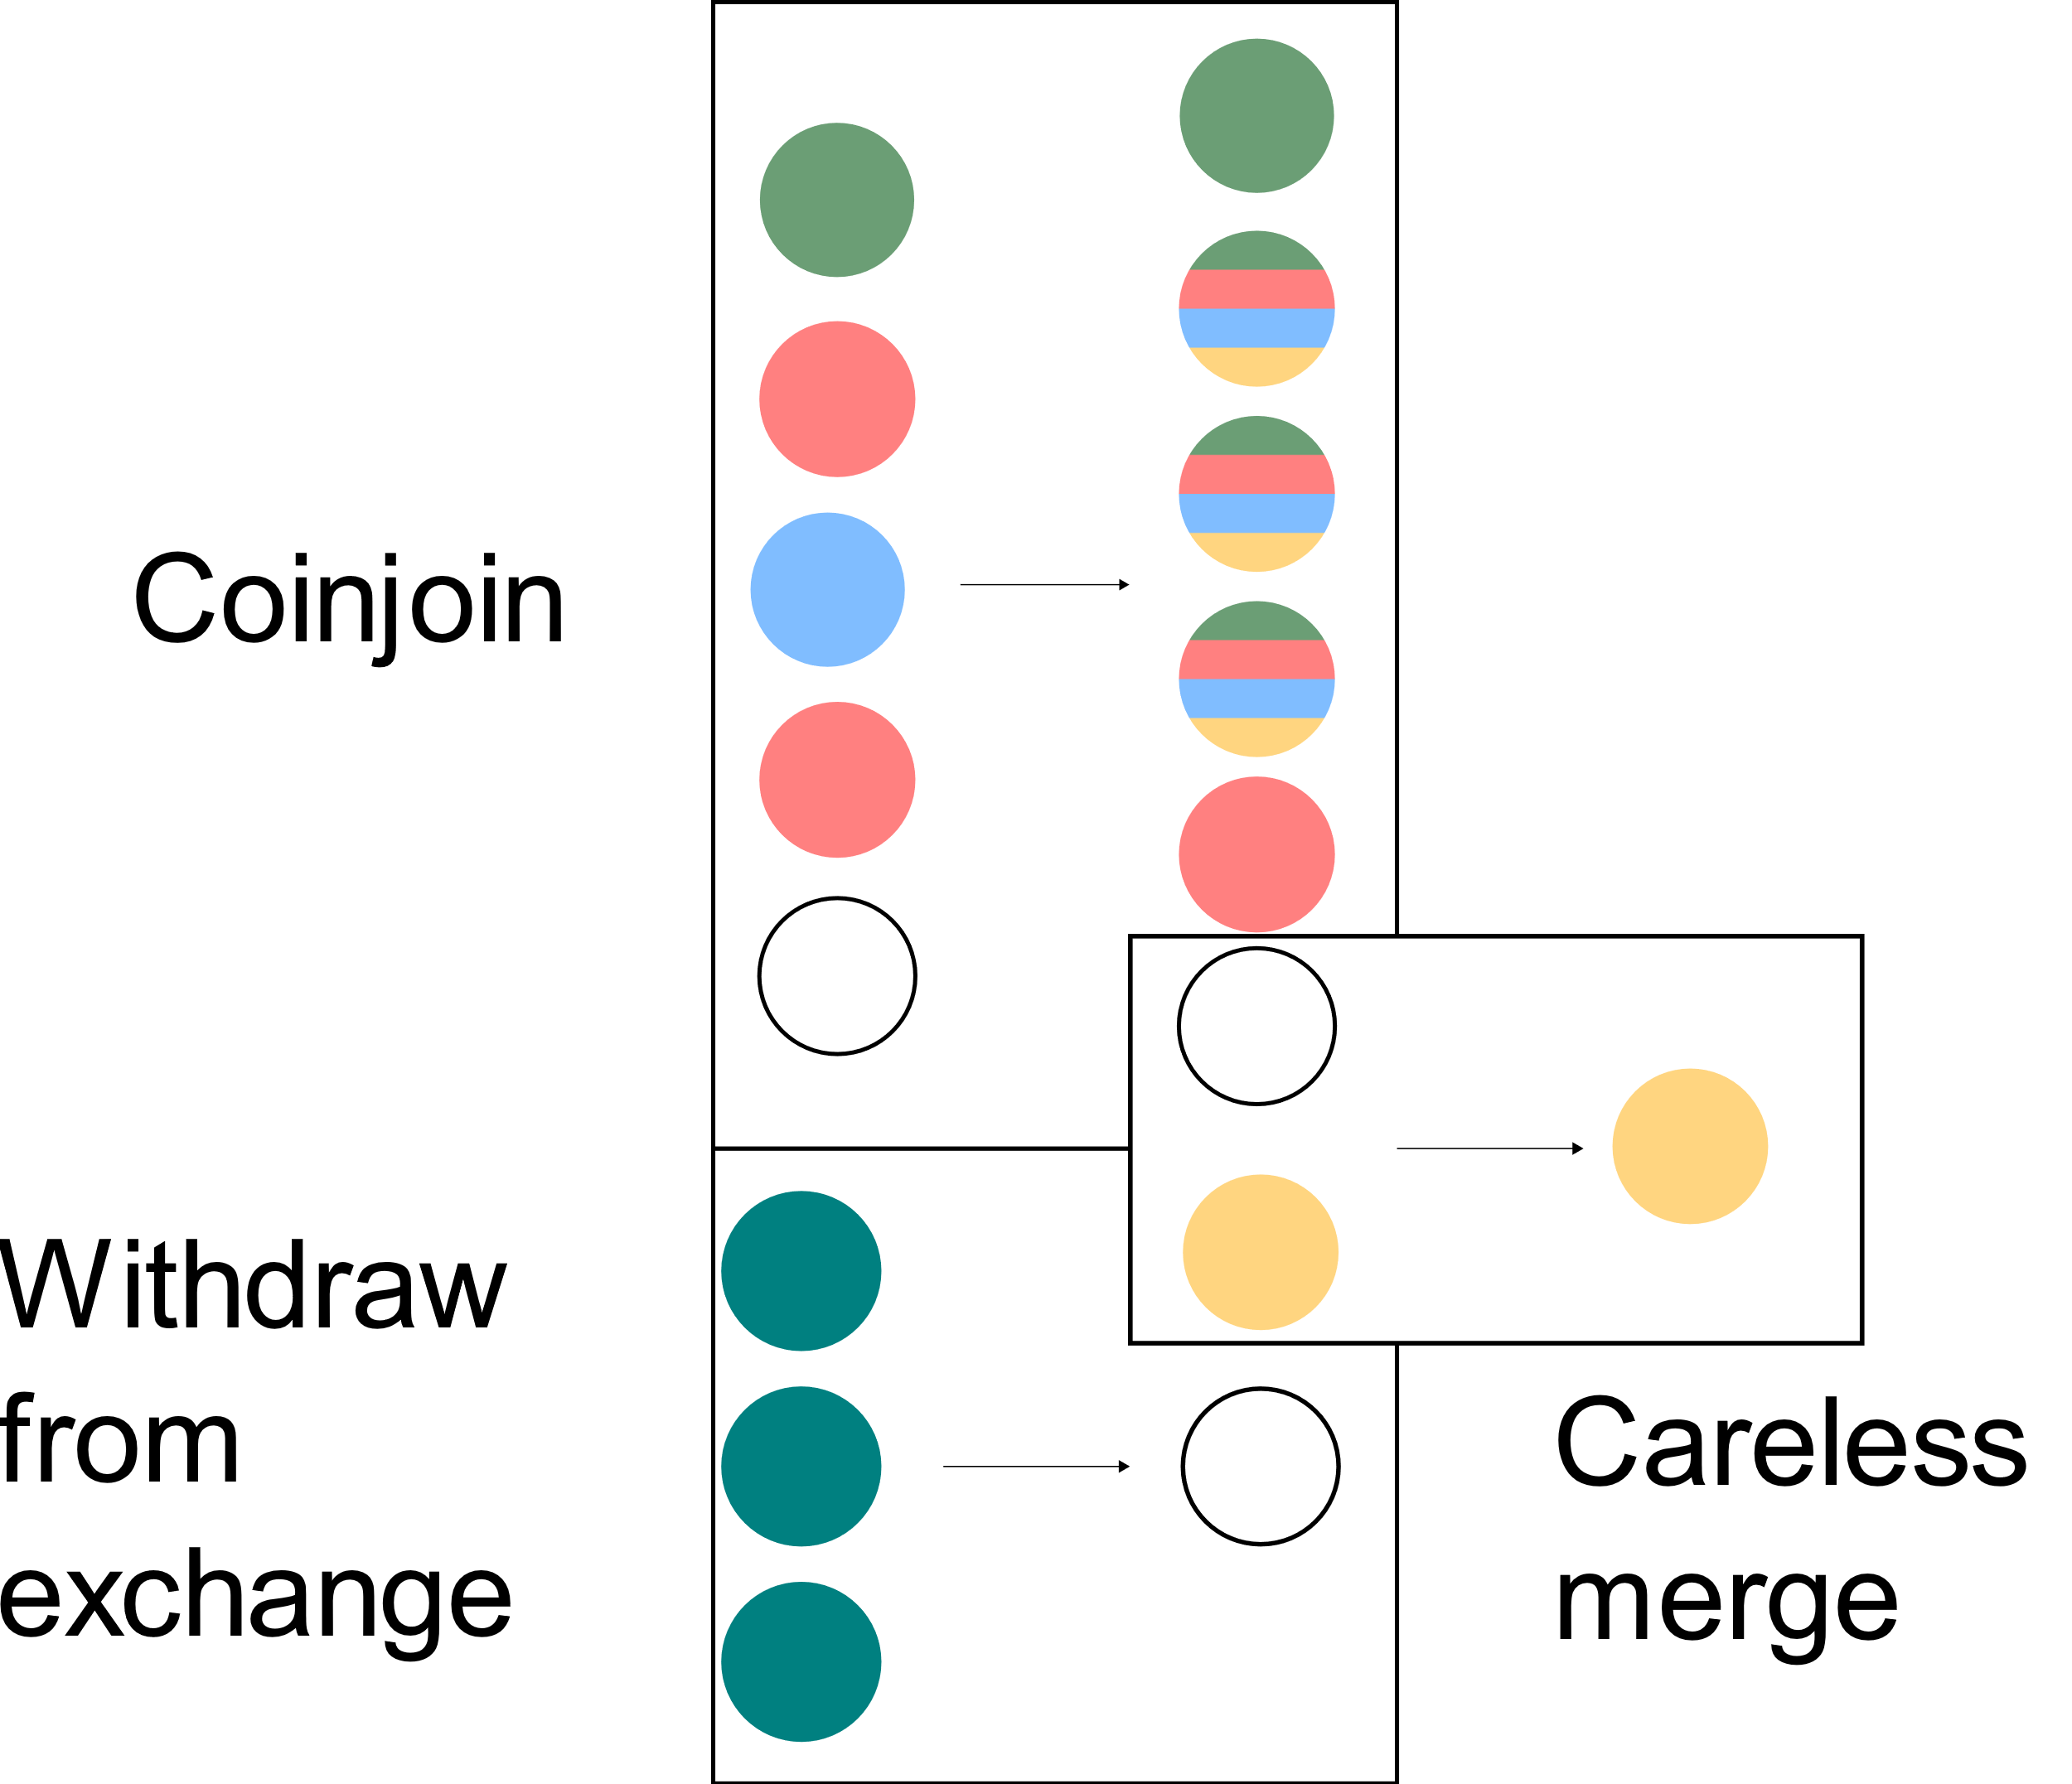 Coinjoin
Withdraw
from
exchange
Careless
merge